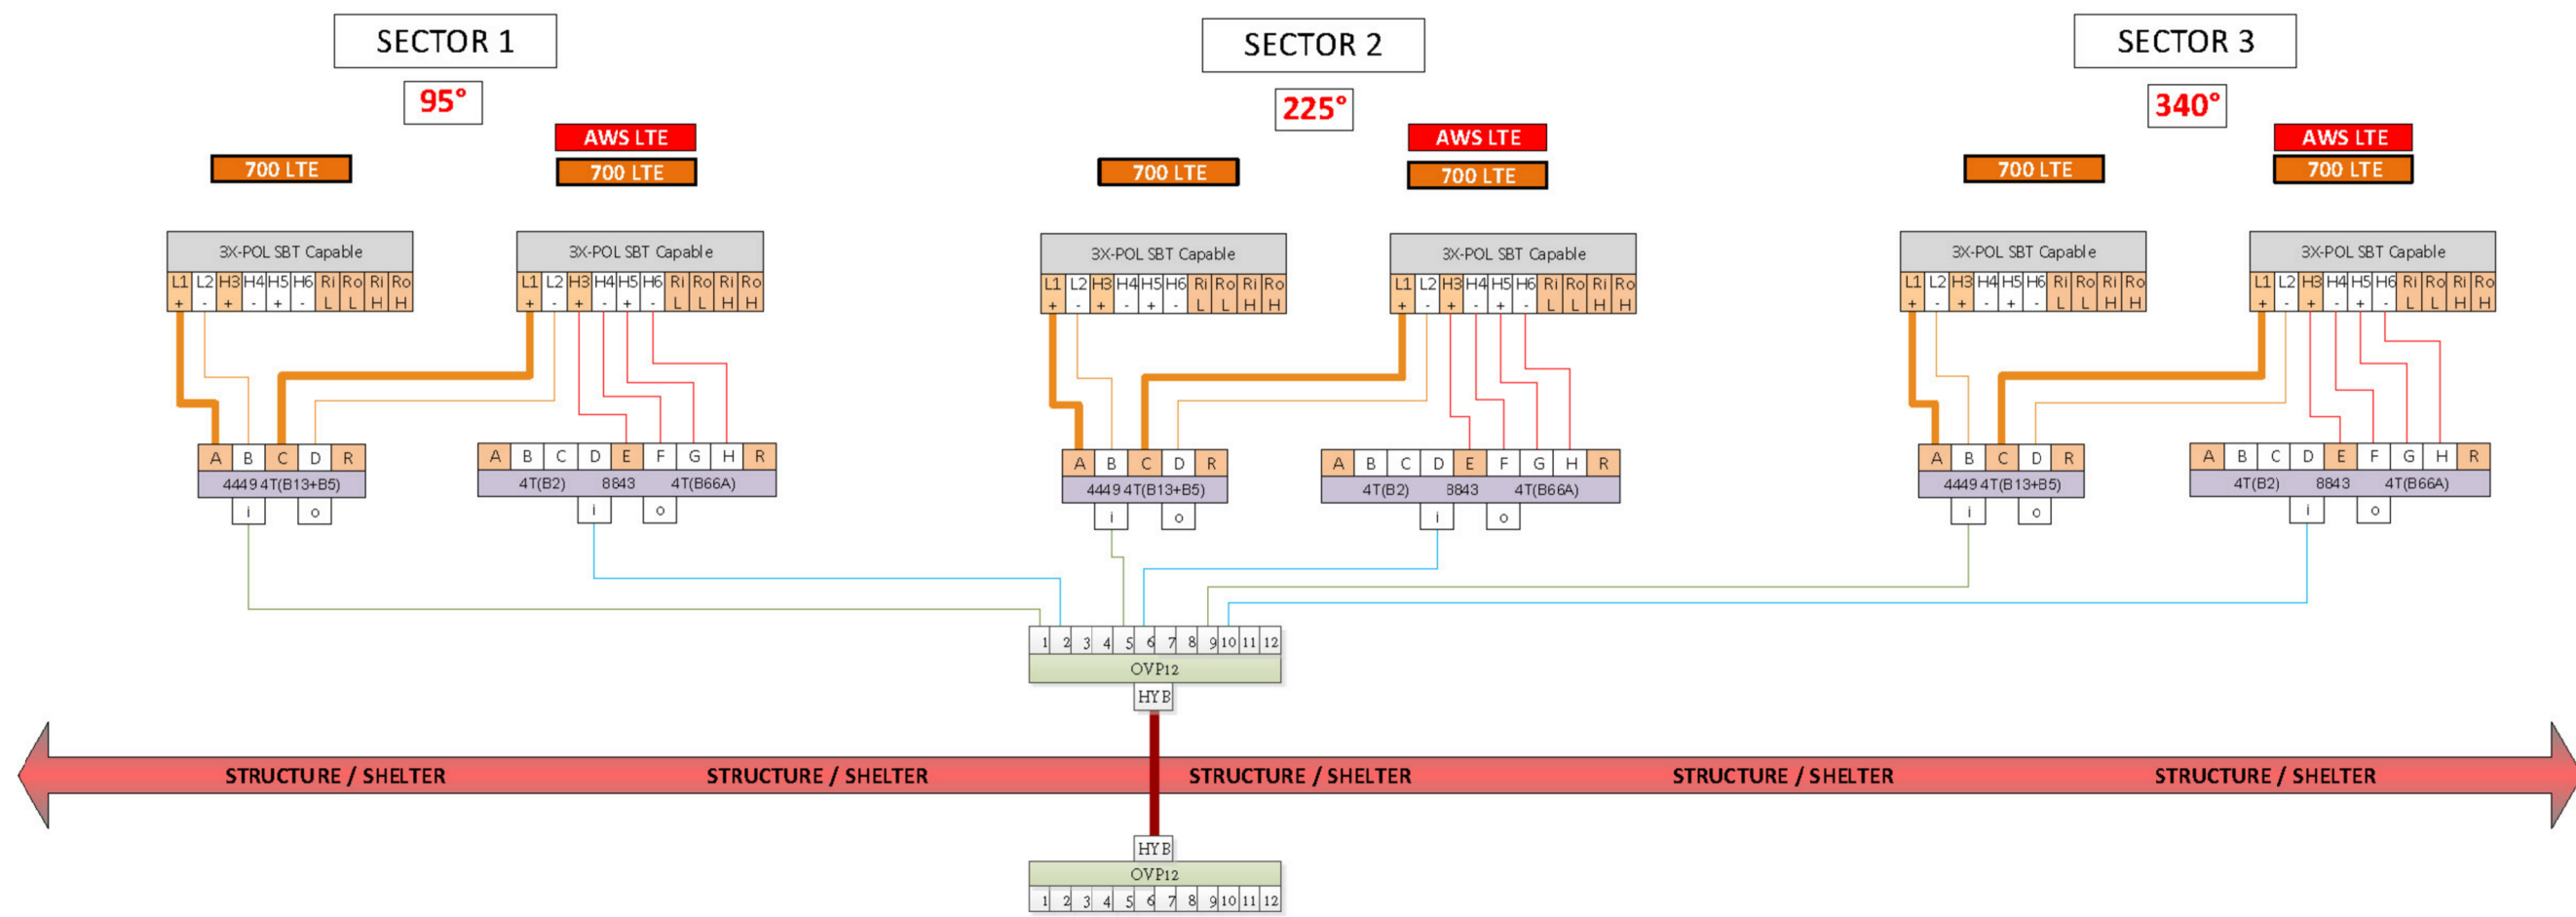 SECTOR 1
SECTOR 2
SECTOR 3
95°
225°
340°
AWS LTE
AWS LTE
AWS LTE
700 LTE
700 LTE
700 LTE
700 LTE
700 LTE
700 LTE
3X-POL SBT Capable
3X-POL SBT Capable
3X-POL SBT Capable
3X-POL SBT Capable
3X-POL SBT Capable
3X-POL SBT Capable
L1 L2 H3 H4 H5 H6 Ri Ro Ri Ro
+ - + - + - L L H H
L1 L2 H3 H4 H5 H6 Ri Ro Ri Ro
+ - + - + - L L H H
L1 L2 H3 H4 H5 H6 Ri Ro Ri Ro
+ - + - + - L L H H
L1 L2 H3 H4 H5 H6 Ri Ro Ri Ro
+ - + - + - L L H H
L1 L2 H3 H4 H5 H6 Ri Ro Ri Ro
+ - + - + - L L H H
L1 L2 H3 H4 H5 H6 Ri Ro Ri Ro
+ - + - + - L L H H
A B C D R
4449 4T(B13+B5)
i o
A B C D E F G H R
4T(B2) 8843 4T(B66A)
i o
A B C D R
4449 4T(B13+B5)
i o
A B C D E F G H R
4T(B2) 8843 4T(B66A)
i o
A B C D R
4449 4T(B13+B5)
i o
A B C D E F G H R
4T(B2) 8843 4T(B66A)
i o
1 2 3 4 5 6 7 8 9 10 11 12
OVP12
HYB
STRUCTURE / SHELTER STRUCTURE / SHELTER STRUCTURE / SHELTER STRUCTURE / SHELTER STRUCTURE / SHELTER
HYB
OVP12
1 2 3 4 5 6 7 8 9 10 11 12